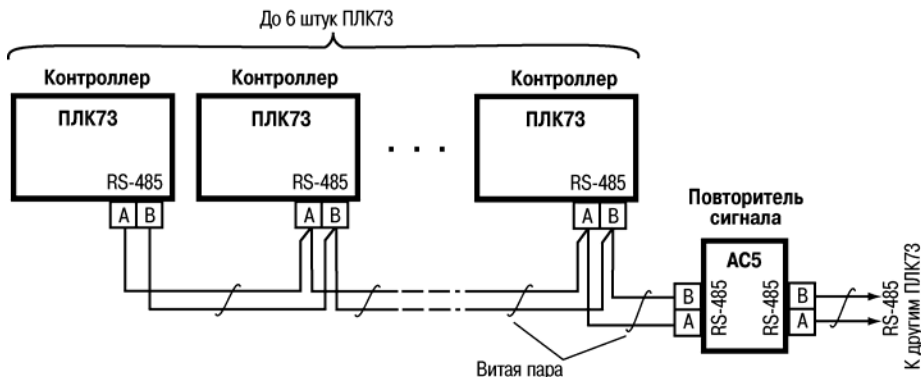 До 6 штук ПЛК73
Контроллер
Контроллер
Контроллер
ПЛК73
ПЛК73
ПЛК73
. . .
RS-485
RS-485
RS-485
A B
A B
A B
Повторитель
сигнала
АС5
B
A
RS-485
RS-485
B
A
RS-485
К другим ПЛК73
Витая пара